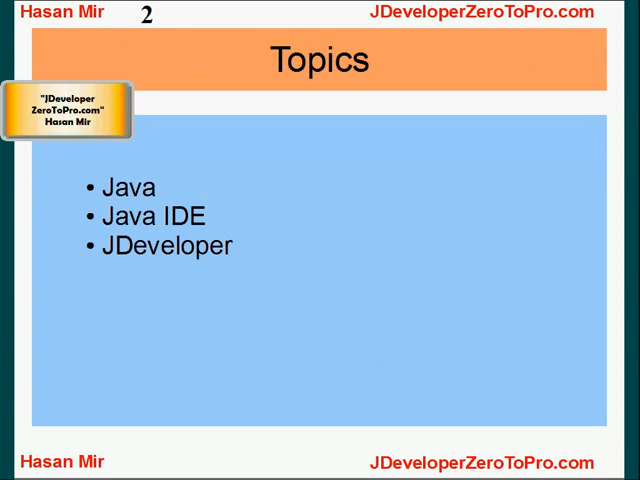 Hasan Mir 2 JDeveloperZeroToPro.com
Topics
"JDeveloper
ZeroToPro.com"
Hasan Mir
• Java
• Java IDE
• JDeveloper
Hasan Mir JDeveloperZeroToPro.com